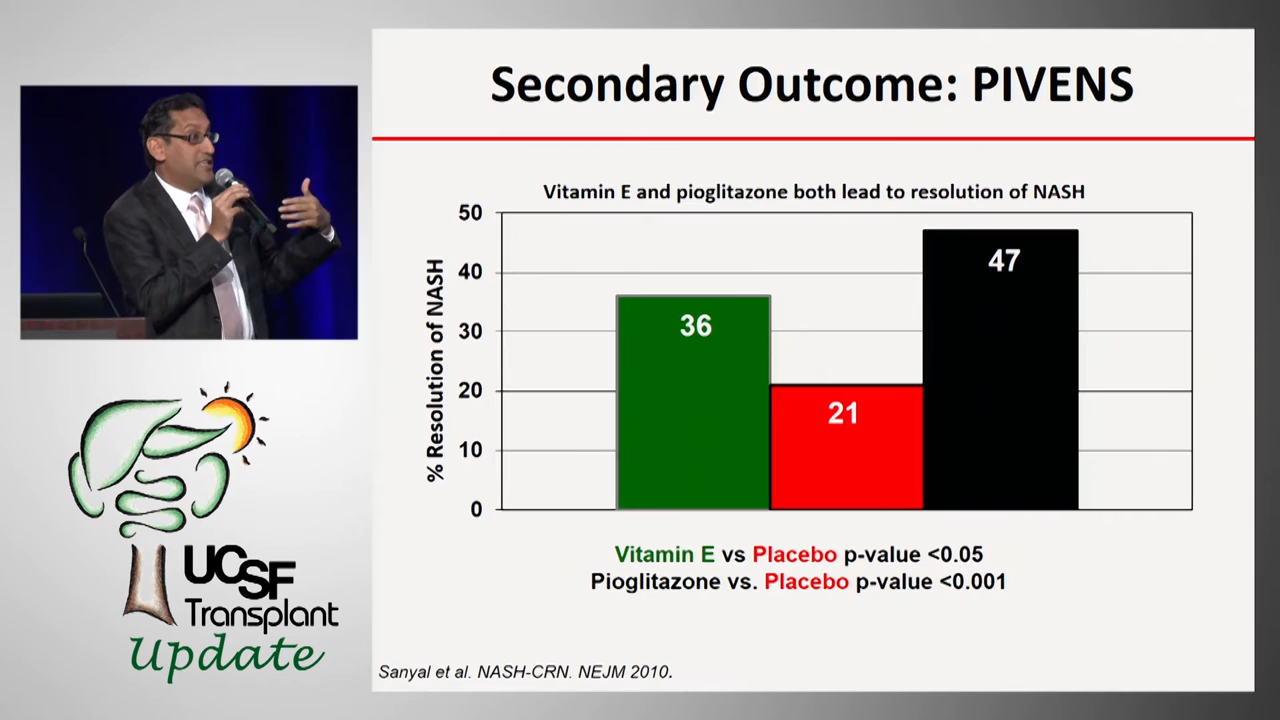 Secondary Outcome: PIVENS
Vitamin E and pioglitazone both lead to resolution of NASH
% Resolution of NASH
50
40
30
20
10
0
36
21
47
Vitamin E vs Placebo p-value <0.05
Pioglitazone vs. Placebo p-value <0.001
Sanyal et al. NASH-CRN. NEJM 2010.
UCSF
Transplant
Update